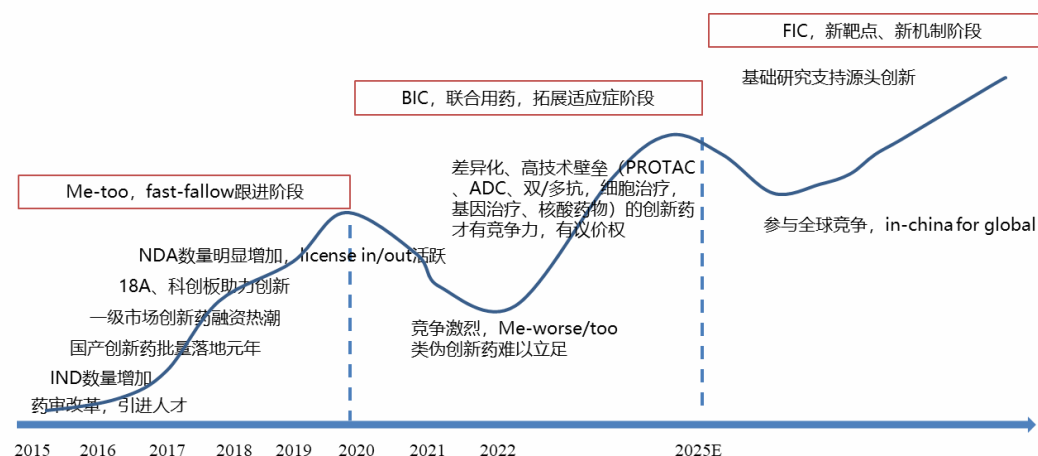 FIC，新靶点、新机制阶段
基础研究支持源头创新
BIC，联合用药，拓展适应症阶段
差异化、高技术壁垒（PROTAC
、ADC、双/多抗，细胞治疗，
基因治疗、核酸药物）的创新药
才有竞争力，有议价权
Me-too，fast-fallow跟进阶段
参与全球竞争，in-china for global
NDA数量明显增加，license in/out活跃
18A、科创板助力创新
一级市场创新药融资热潮
竞争激烈，Me-worse/too
类伪创新药难以立足
国产创新药批量落地元年
IND数量增加
药审改革，引进人才
2015 2016 2017 2018 2019 2020 2021 2022 2025E